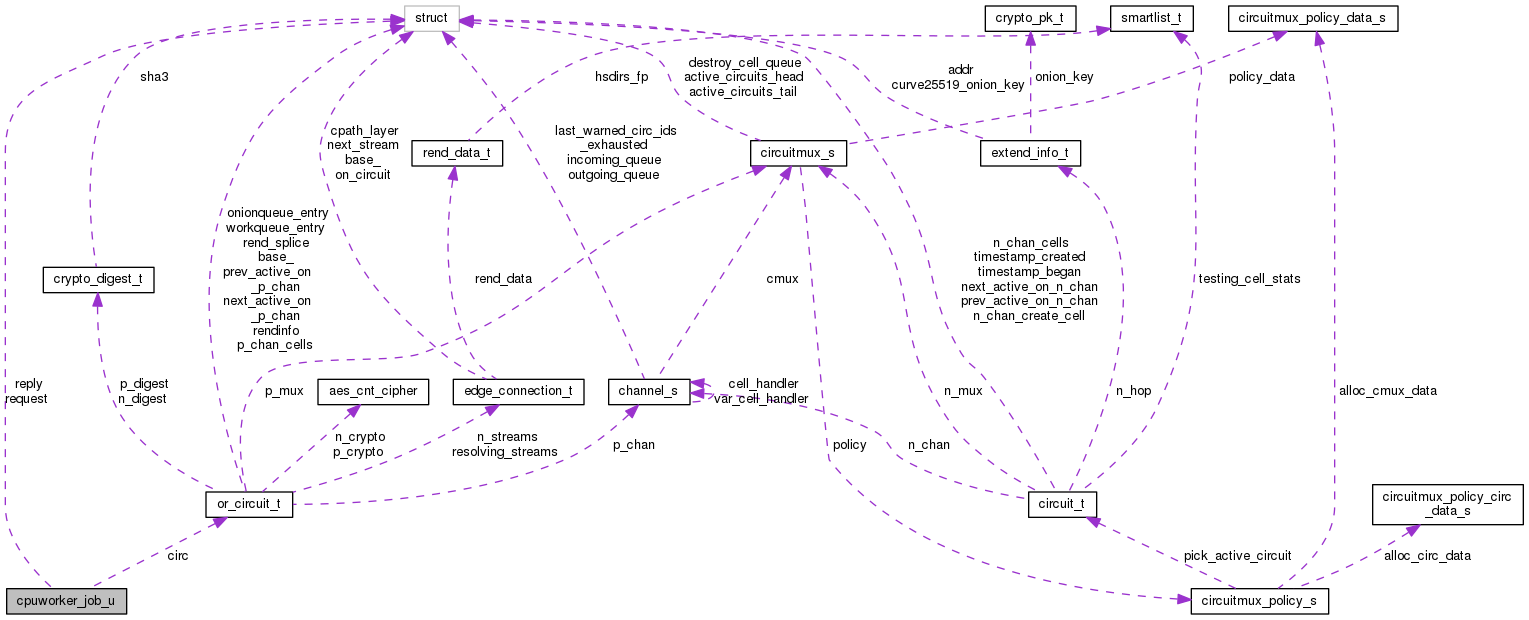 struct
crypto_pk_t
smartlist_t
circuitmux_policy_data_s
sha3
hsdirs_fp
destroy_cell_queue
active_circuits_head
active_circuits_tail
addr
curve25519_onion_key
onion_key
policy_data
cpath_layer
next_stream
base_
on_circuit
rend_data_t
last_warned_circ_ids
_exhausted
incoming_queue
outgoing_queue
circuitmux_s
extend_info_t
onionqueue_entry
workqueue_entry
rend_splice
base_
prev_active_on
_p_chan
next_active_on
_p_chan
rendinfo
p_chan_cells
crypto_digest_t
rend_data
cmux
n_chan_cells
timestamp_created
timestamp_began
next_active_on_n_chan
prev_active_on_n_chan
n_chan_create_cell
testing_cell_stats
reply
request
p_digest
n_digest
p_mux
aes_cnt_cipher
edge_connection_t
channel_s
cell_handler
var_cell_handler
n_mux
n_hop
alloc_cmux_data
n_crypto
p_crypto
n_streams
resolving_streams
p_chan
policy
n_chan
or_circuit_t
circuit_t
circuitmux_policy_circ
_data_s
circ
pick_active_circuit
alloc_circ_data
cpuworker_job_u
circuitmux_policy_s